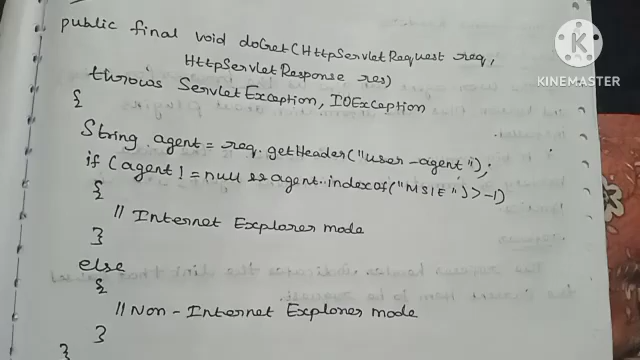 public final void doGet(HttpServletRequest req,
HttpServletResponse res)
throws ServletException, IOException
{
String agent = req.getHeader("user-agent");
if (agent != null && agent.indexof("MSIE")>-1)
{
// Internet Explorer mode
}
else
{
// Non-Internet Explorer mode
}
}
KINEMASTER